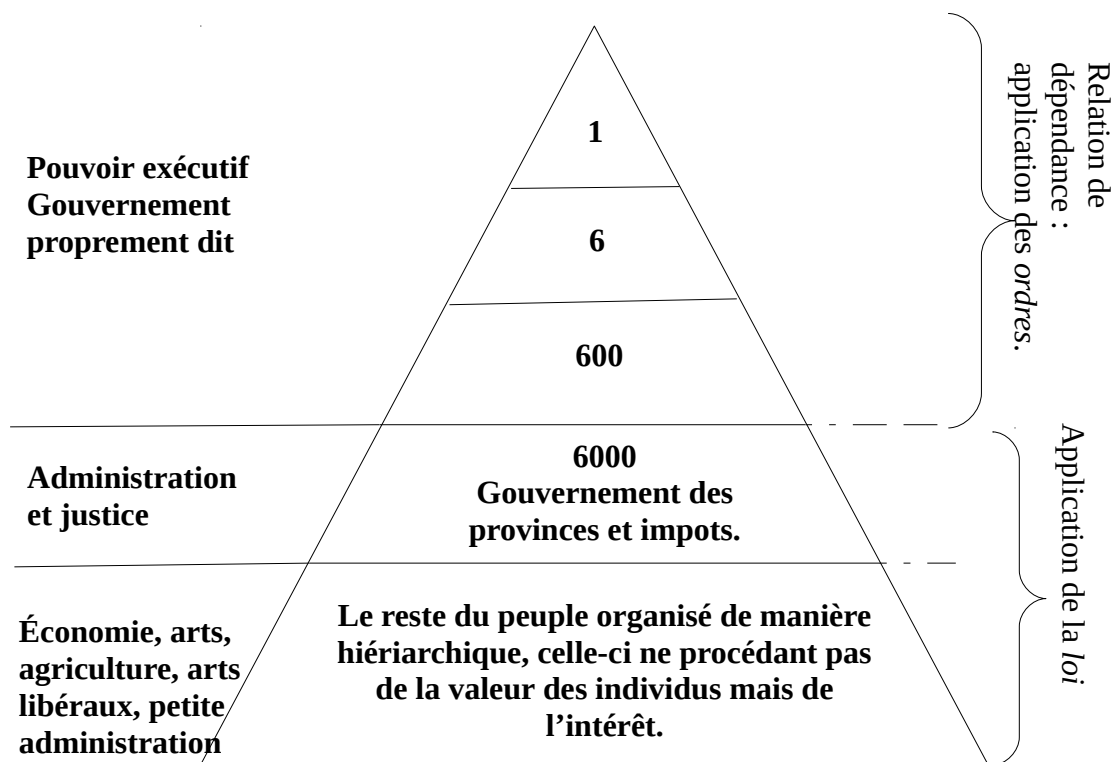 Pouvoir exécutif
Gouvernement
proprement dit
1
6
600
Relation de
dépendance :
application des ordres.
Administration
et justice
6000
Gouvernement des
provinces et impots.
Application de la loi
Économie, arts,
agriculture, arts
libéraux, petite
administration
Le reste du peuple organisé de manière
hiériarchique, celle-ci ne procédant pas
de la valeur des individus mais de
l’intérêt.